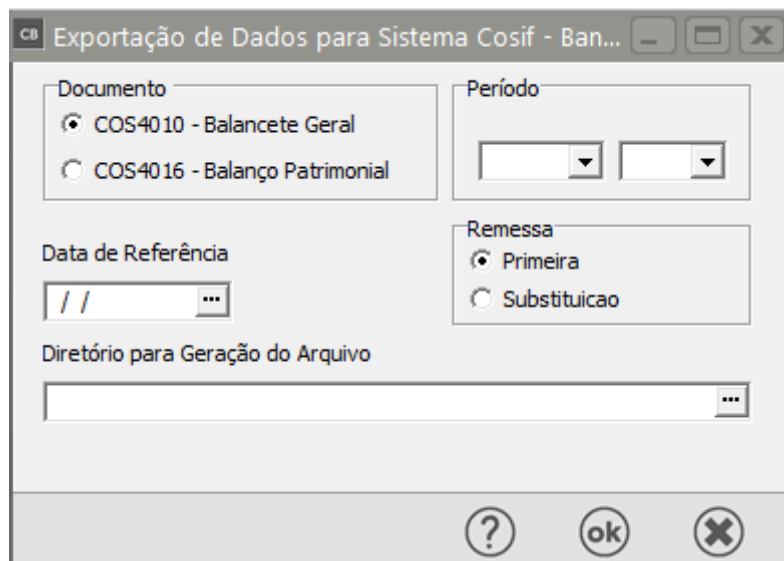 CB Exportação de Dados para Sistema Cosif - Ban...
Documento
COS4010 - Balancete Geral
COS4016 - Balanço Patrimonial
Período
Data de Referência
/ /
...
Remessa
Primeira
Substituicao
Diretório para Geração do Arquivo
...
? ok